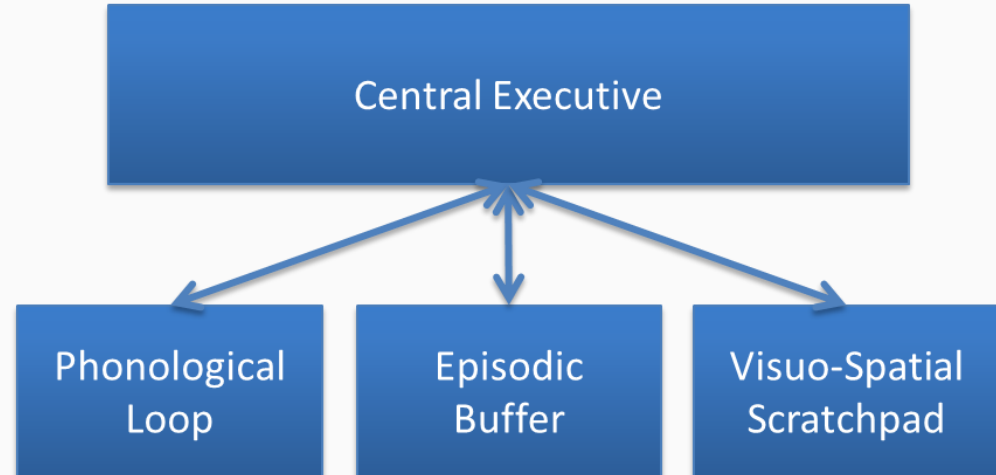 Central Executive
Phonological
Loop
Episodic
Buffer
Visuo-Spatial
Scratchpad